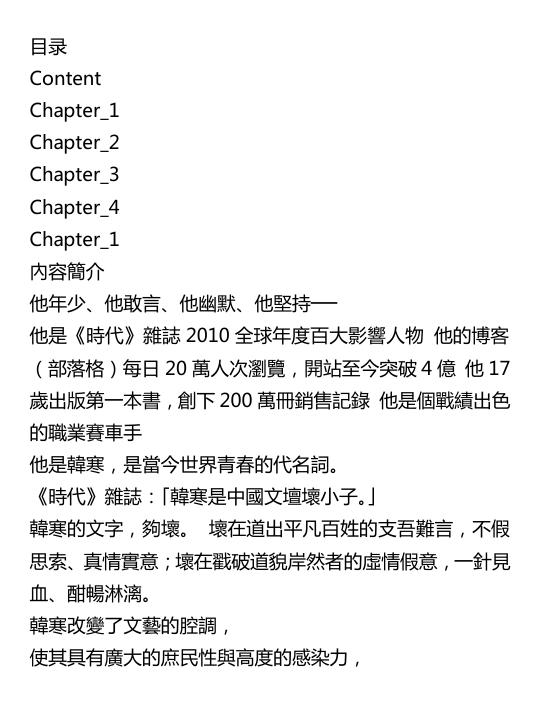 目录
Content
Chapter_1
Chapter_2
Chapter_3
Chapter_4
Chapter_1
內容簡介
他年少、他敢言、他幽默、他堅持──
他是《時代》雜誌 2010 全球年度百大影響人物 他的博客
（部落格）每日 20 萬人次瀏覽，開站至今突破 4 億 他 17
歲出版第一本書，創下 200 萬冊銷售記錄 他是個戰績出色
的職業賽車手
他是韓寒，是當今世界青春的代名詞。
《時代》雜誌：「韓寒是中國文壇壞小子。」
韓寒的文字，夠壞。 壞在道出平凡百姓的支吾難言，不假
思索、真情實意；壞在戳破道貌岸然者的虛情假意，一針見
血、酣暢淋漓。
韓寒改變了文藝的腔調，
使其具有廣大的庶民性與高度的感染力，